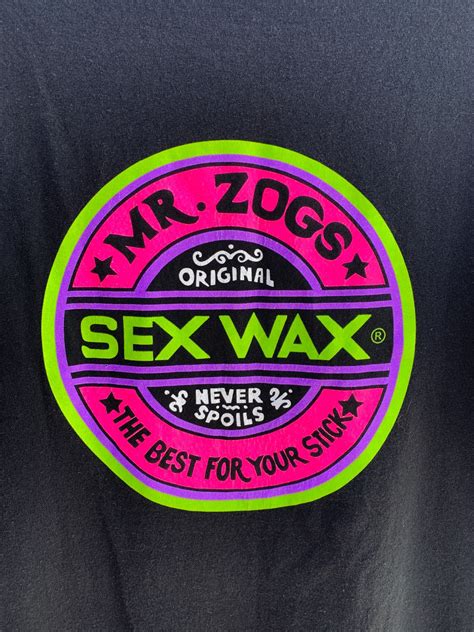 MR. ZOGS
ORIGINAL
SEX WAX ®
NEVER
SPOILS
THE BEST FOR YOUR STICK